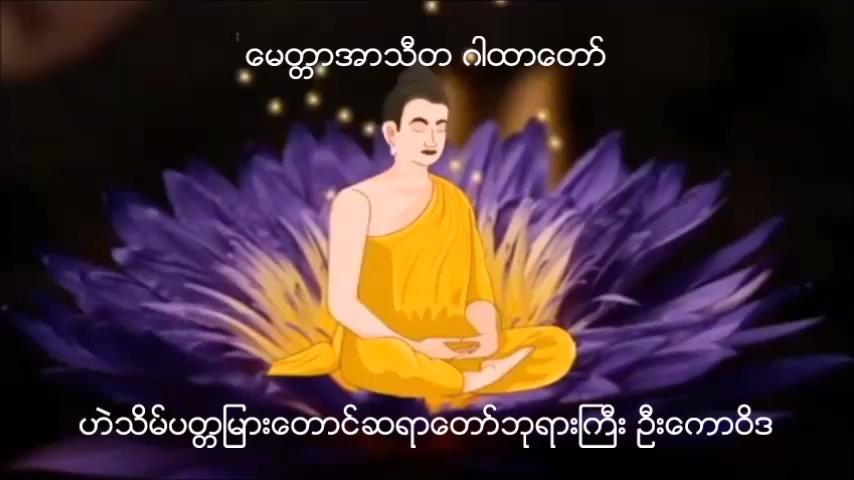 မေတ္တာအာသီတ ဂါထာတော်
ဟဲသိမ်ပတ္တမြားတောင်ဆရာတော်ဘုရားကြီး ဦးကောဝိဒ